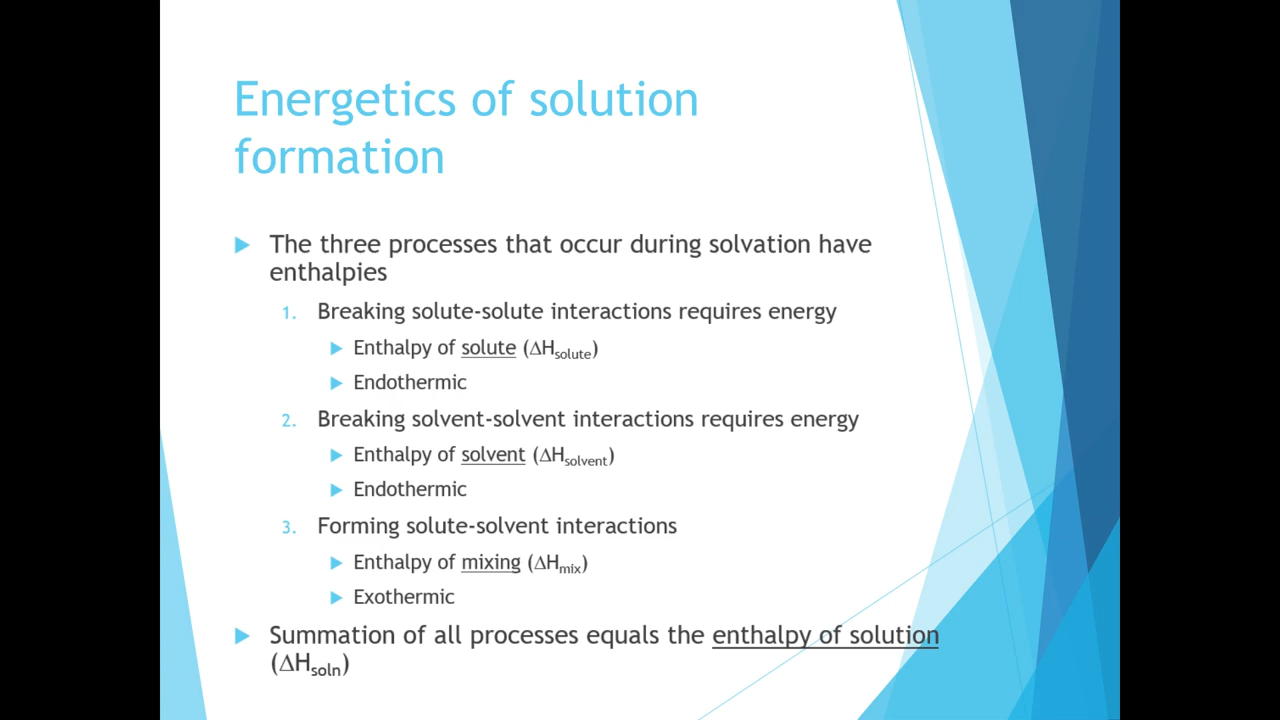 Energetics of solution
formation
The three processes that occur during solvation have
enthalpies
1. Breaking solute-solute interactions requires energy
Enthalpy of solute (ΔHsolute)
Endothermic
2. Breaking solvent-solvent interactions requires energy
Enthalpy of solvent (ΔHsolvent)
Endothermic
3. Forming solute-solvent interactions
Enthalpy of mixing (ΔHmix)
Exothermic
Summation of all processes equals the enthalpy of solution
(ΔHsoln)